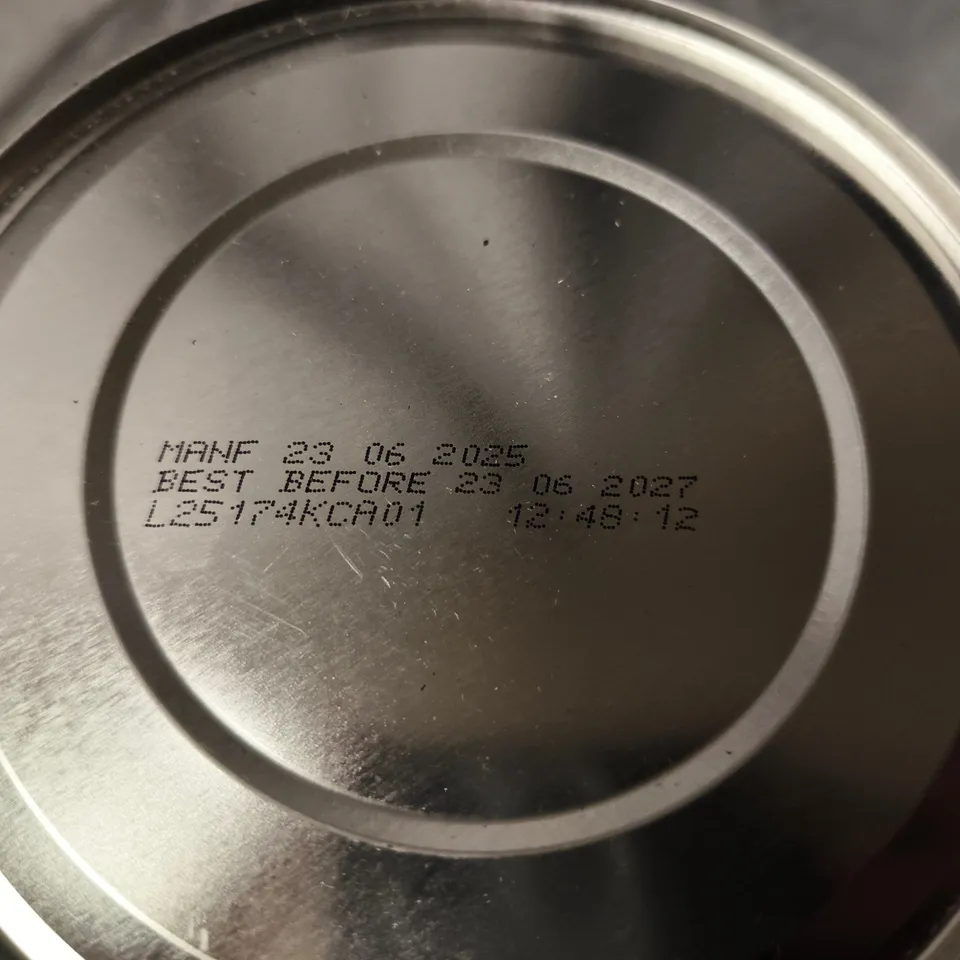 MANF 23 06 2025
BEST BEFORE 23 06 2027
L25174KCA01 12:48:12